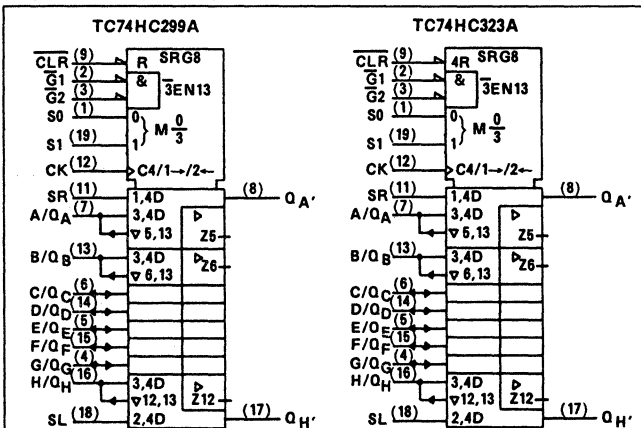 TC74HC299A
CLR (9) R SRG8
G1 (2) &
G2 (3) 3EN13
S0 (1) 0
M 0/3
S1 (19) 1
CK (12) C4/1→/2←
SR (11) 1,4D (8) QA'
A/QA (7) 3,4D
▽5,13 Z5
B/QB (13) 3,4D
▽6,13 Z6
C/QC (6)
D/QD (14)
E/QE (5)
F/QF (15)
G/QG (4)
H/QH (16) 3,4D
▽12,13 Z12
SL (18) 2,4D (17) QH'
TC74HC323A
CLR (9) 4R SRG8
G1 (2) &
G2 (3) 3EN13
S0 (1) 0
M 0/3
S1 (19) 1
CK (12) C4/1→/2←
SR (11) 1,4D (8) QA'
A/QA (7) 3,4D
▽5,13 Z5
B/QB (13) 3,4D
▽6,13 Z6
C/QC (6)
D/QD (14)
E/QE (5)
F/QF (15)
G/QG (4)
H/QH (16) 3,4D
▽12,13 Z12
SL (18) 2,4D (17) QH'